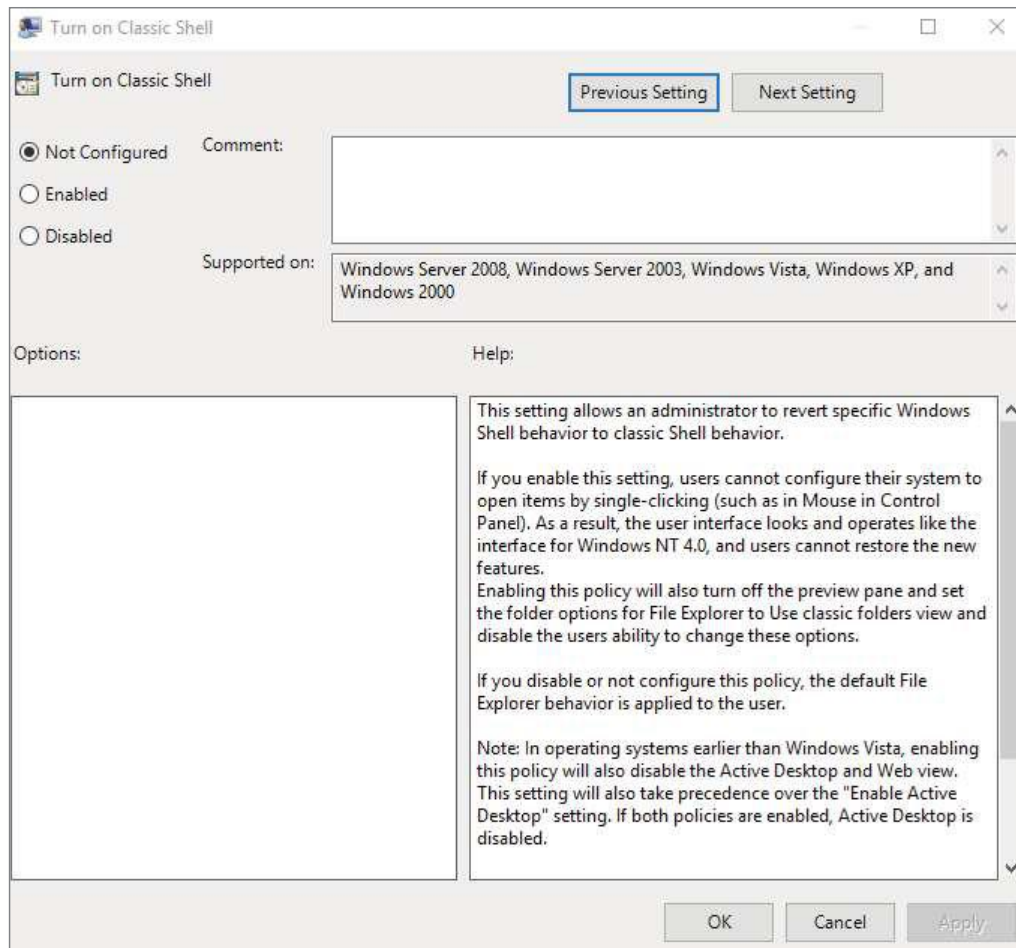 Turn on Classic Shell
Turn on Classic Shell
Previous Setting
Next Setting
Not Configured
Enabled
Disabled
Comment:
Supported on:
Windows Server 2008, Windows Server 2003, Windows Vista, Windows XP, and
Windows 2000
Options:
Help:
This setting allows an administrator to revert specific Windows
Shell behavior to classic Shell behavior.
If you enable this setting, users cannot configure their system to
open items by single-clicking (such as in Mouse in Control
Panel). As a result, the user interface looks and operates like the
interface for Windows NT 4.0, and users cannot restore the new
features.
Enabling this policy will also turn off the preview pane and set
the folder options for File Explorer to Use classic folders view and
disable the users ability to change these options.
If you disable or not configure this policy, the default File
Explorer behavior is applied to the user.
Note: In operating systems earlier than Windows Vista, enabling
this policy will also disable the Active Desktop and Web view.
This setting will also take precedence over the "Enable Active
Desktop" setting. If both policies are enabled, Active Desktop is
disabled.
OK
Cancel
Apply